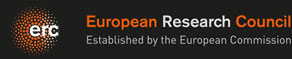 erc
European Research Council
Established by the European Commission